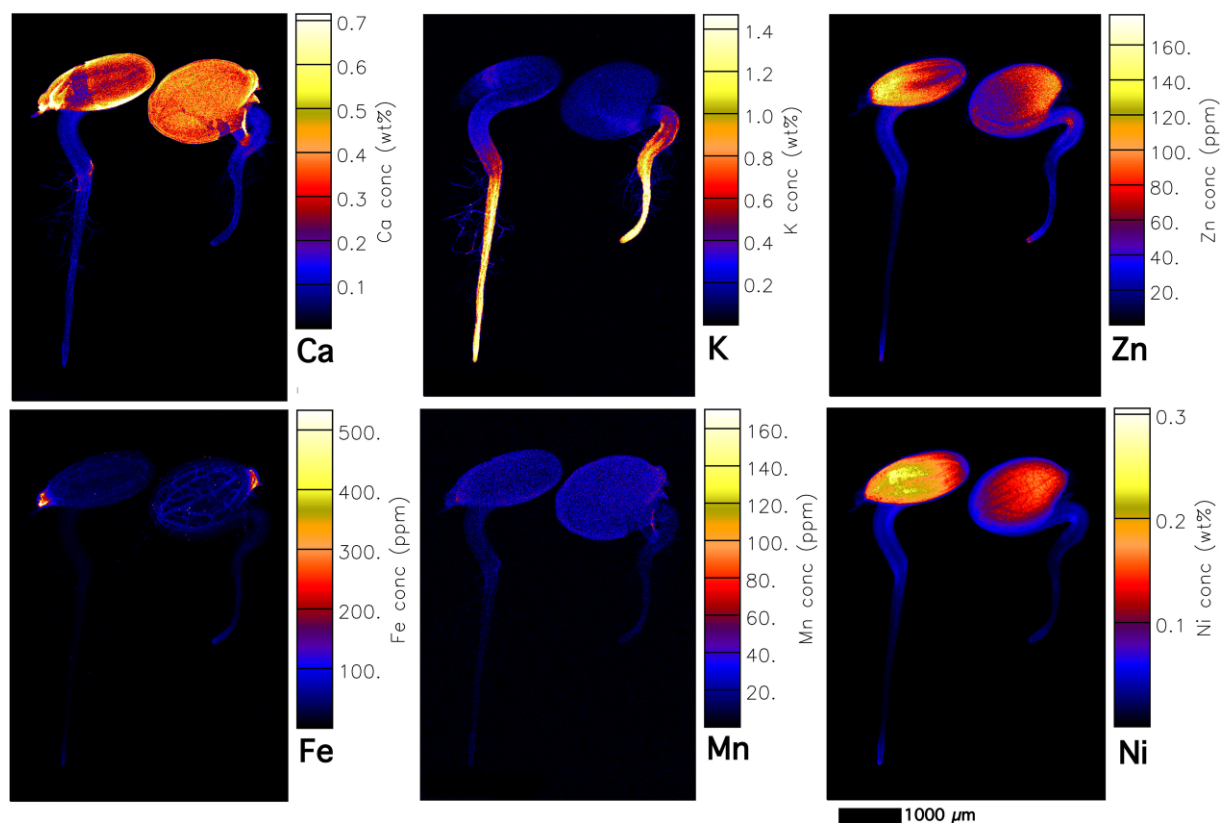 0.7
0.6
0.5
0.4
0.3
0.2
0.1
Ca conc (wt%)
Ca
1.4
1.2
1.0
0.8
0.6
0.4
0.2
K conc (wt%)
K
160.
140.
120.
100.
80.
60.
40.
20.
Zn conc (ppm)
Zn
500.
400.
300.
200.
100.
Fe conc (ppm)
Fe
160.
140.
120.
100.
80.
60.
40.
20.
Mn conc (ppm)
Mn
0.3
0.2
0.1
Ni conc (wt%)
Ni
1000 µm